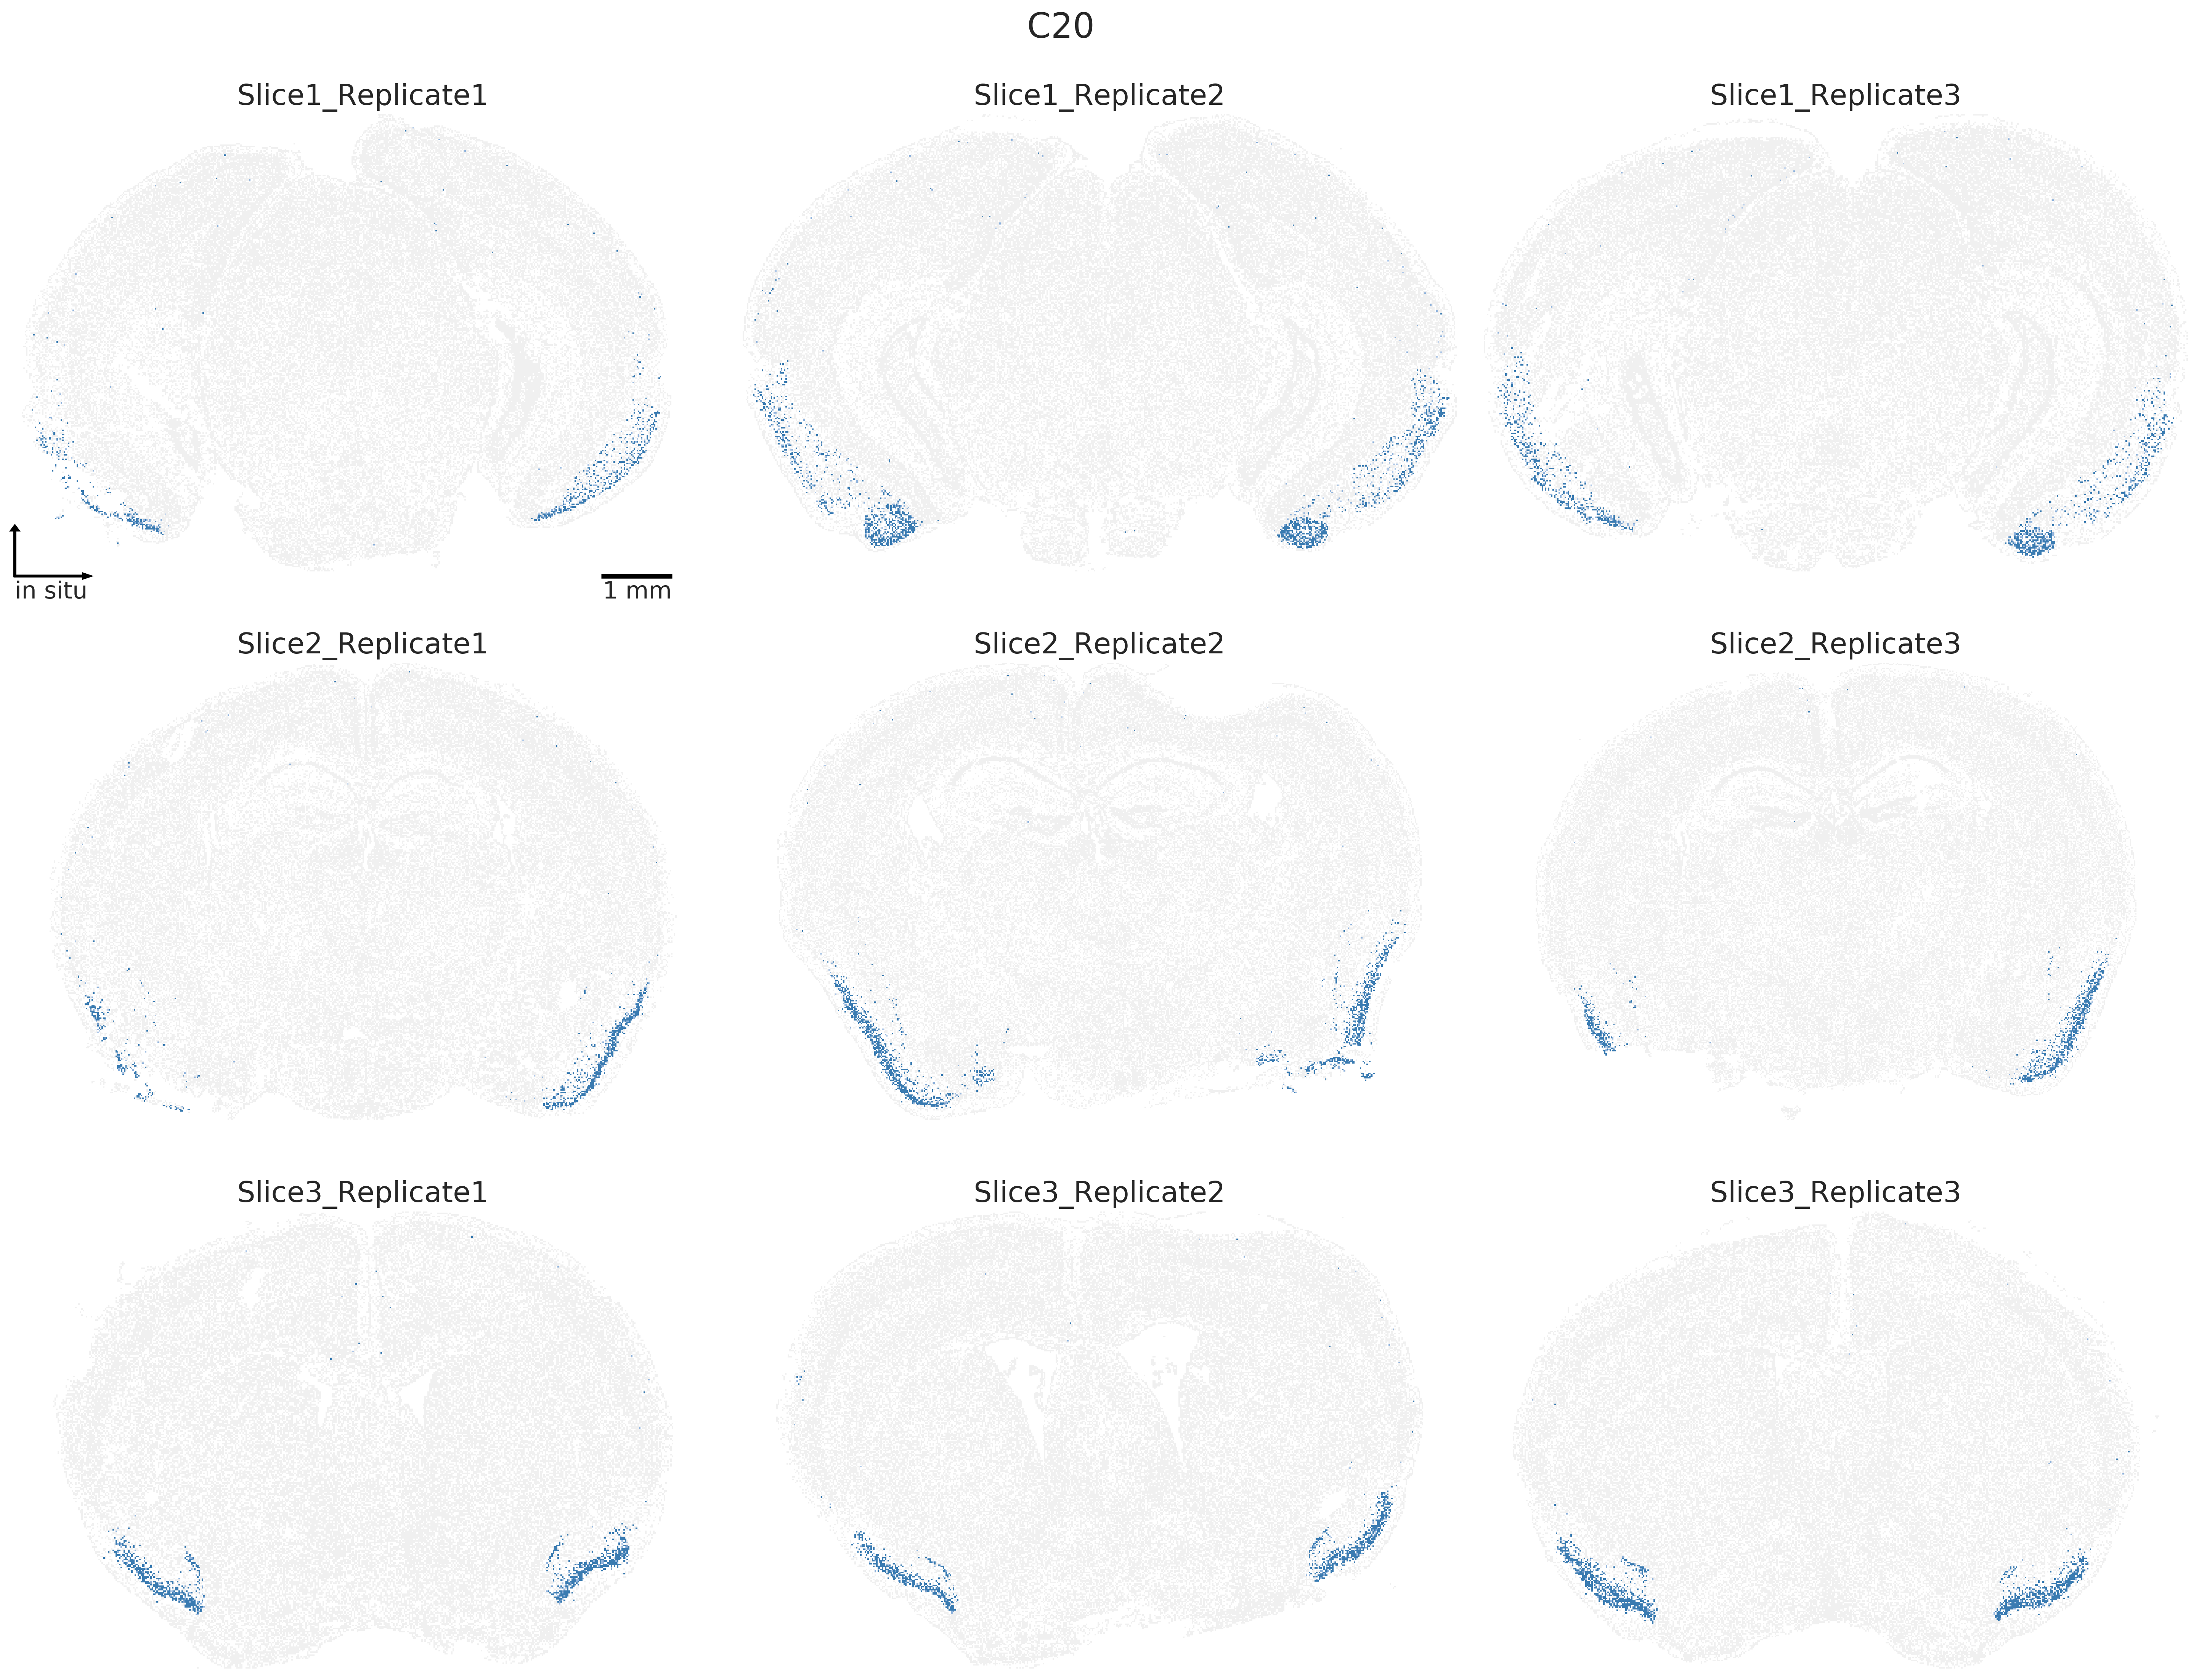 C20
Slice1_Replicate1
Slice1_Replicate2
Slice1_Replicate3
in situ
1 mm
Slice2_Replicate1
Slice2_Replicate2
Slice2_Replicate3
Slice3_Replicate1
Slice3_Replicate2
Slice3_Replicate3